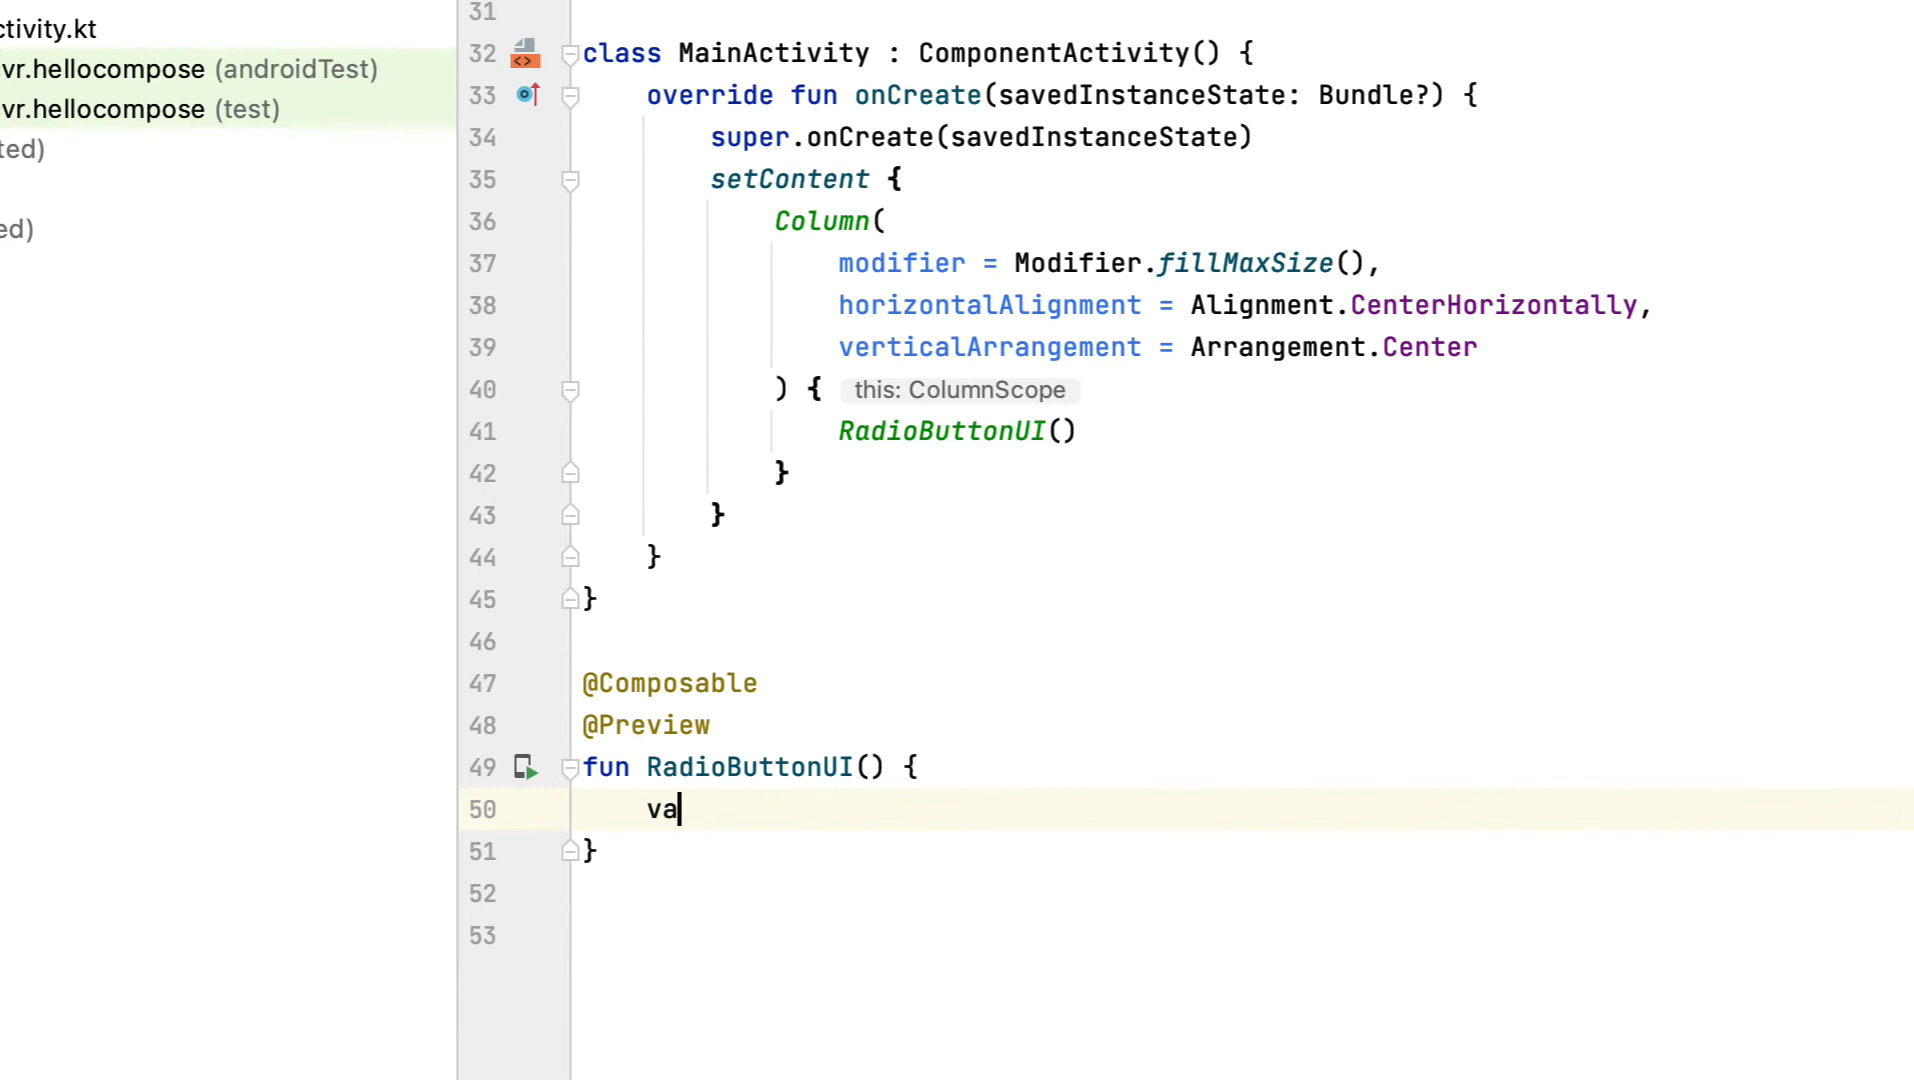 ctivity.kt
vr.hellocompose (androidTest)
vr.hellocompose (test)
ted)
ed)
31
32 class MainActivity : ComponentActivity() {
33 override fun onCreate(savedInstanceState: Bundle?) {
34 super.onCreate(savedInstanceState)
35 setContent {
36 Column(
37 modifier = Modifier.fillMaxSize(),
38 horizontalAlignment = Alignment.CenterHorizontally,
39 verticalArrangement = Arrangement.Center
40 ) { this: ColumnScope
41 RadioButtonUI()
42 }
43 }
44 }
45 }
46
47 @Composable
48 @Preview
49 fun RadioButtonUI() {
50 va
51 }
52
53